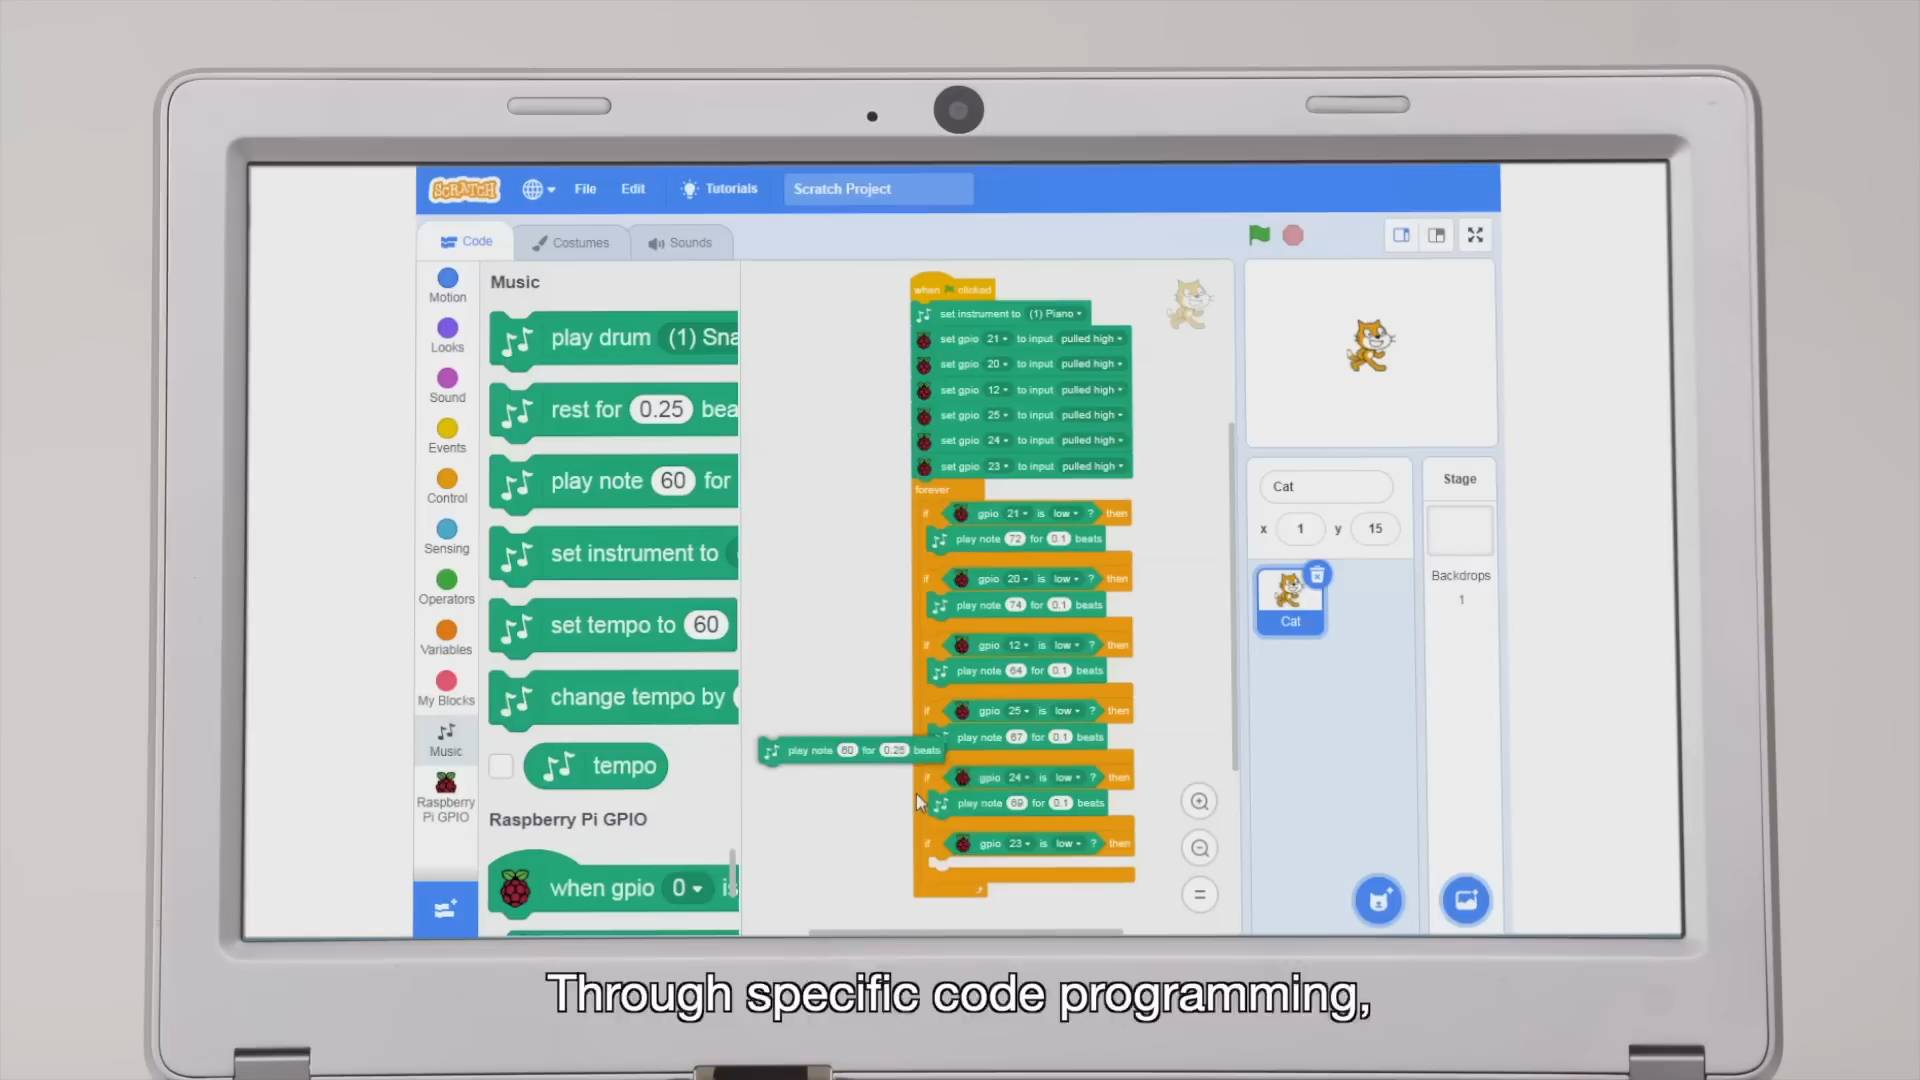 SCRATCH File Edit Tutorials Scratch Project
Code Costumes Sounds
Motion
Looks
Sound
Events
Control
Sensing
Operators
Variables
My Blocks
Music
Raspberry
Pi GPIO
Music
play drum (1) Sna
rest for 0.25 bea
play note 60 for
set instrument to
set tempo to 60
change tempo by
tempo
Raspberry Pi GPIO
when gpio 0 is
when clicked
set instrument to (1) Piano
set gpio 21 to input pulled high
set gpio 20 to input pulled high
set gpio 12 to input pulled high
set gpio 25 to input pulled high
set gpio 24 to input pulled high
set gpio 23 to input pulled high
forever
if gpio 21 is low ? then
play note 72 for 0.1 beats
if gpio 20 is low ? then
play note 74 for 0.1 beats
if gpio 12 is low ? then
play note 64 for 0.1 beats
if gpio 25 is low ? then
play note 67 for 0.1 beats
play note 60 for 0.25 beats
if gpio 24 is low ? then
play note 69 for 0.1 beats
if gpio 23 is low ? then
Cat
x 1 y 15
Cat
Stage
Backdrops
1
Through specific code programming,